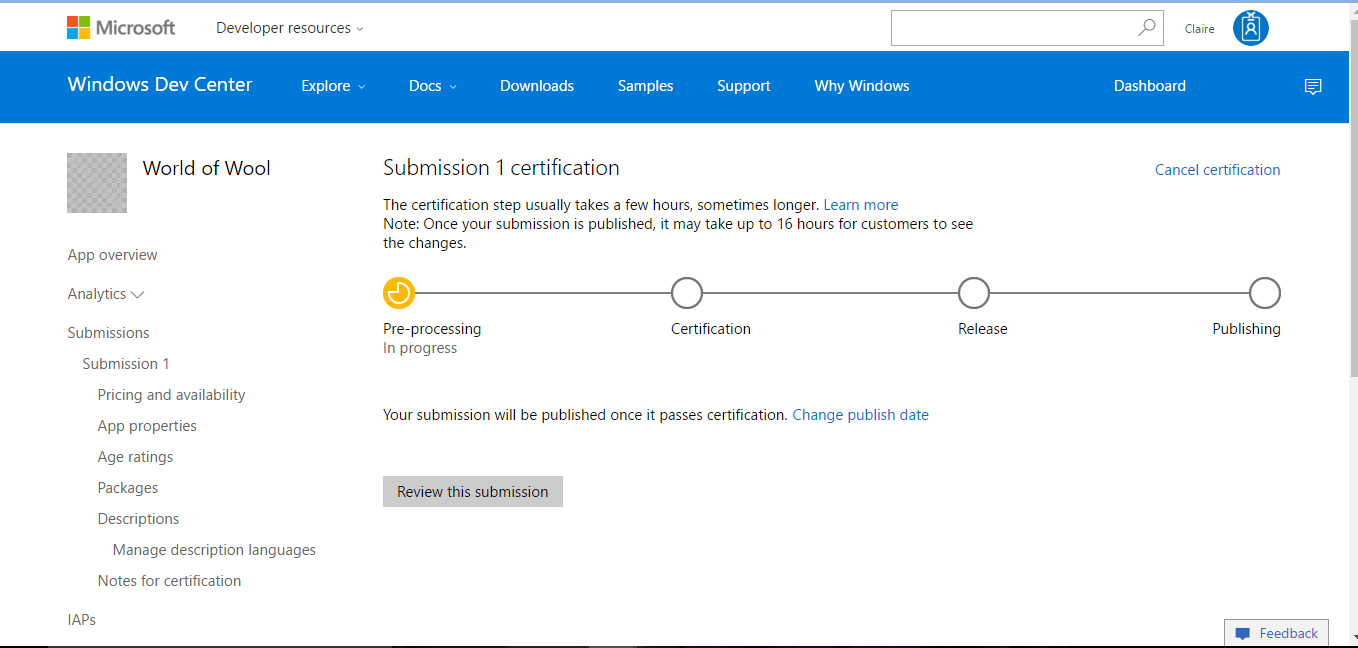 Microsoft
Developer resources
Claire
Windows Dev Center
Explore
Docs
Downloads
Samples
Support
Why Windows
Dashboard
World of Wool
App overview
Analytics
Submissions
Submission 1
Pricing and availability
App properties
Age ratings
Packages
Descriptions
Manage description languages
Notes for certification
IAPs
Submission 1 certification
Cancel certification
The certification step usually takes a few hours, sometimes longer. Learn more
Note: Once your submission is published, it may take up to 16 hours for customers to see
the changes.
Pre-processing
In progress
Certification
Release
Publishing
Your submission will be published once it passes certification. Change publish date
Review this submission
Feedback